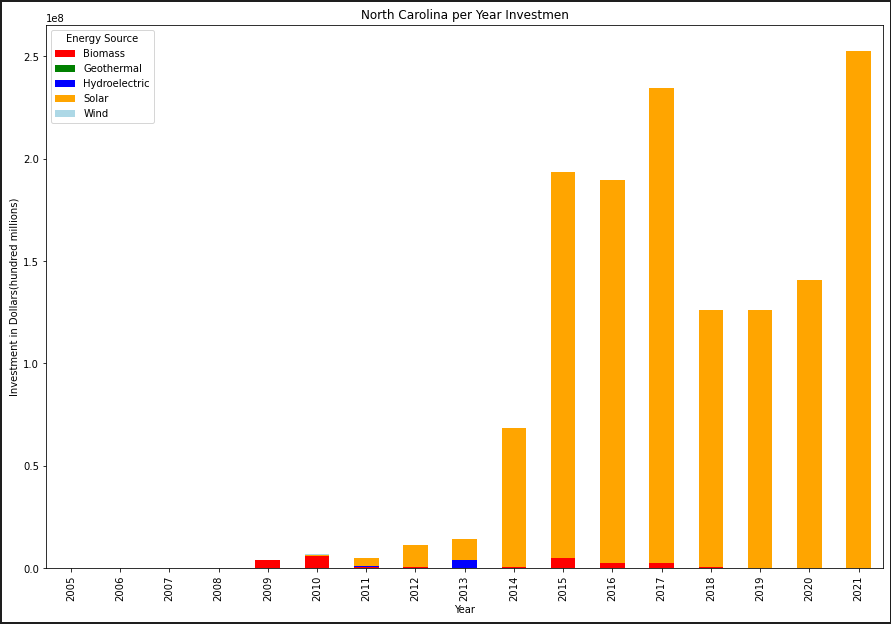 North Carolina per Year Investmen
1e8
Energy Source
Biomass
Geothermal
Hydroelectric
Solar
Wind
Investment in Dollars(hundred millions)
2.5
2.0
1.5
1.0
0.5
0.0
2005 2006 2007 2008 2009 2010 2011 2012 2013 2014 2015 2016 2017 2018 2019 2020 2021
Year